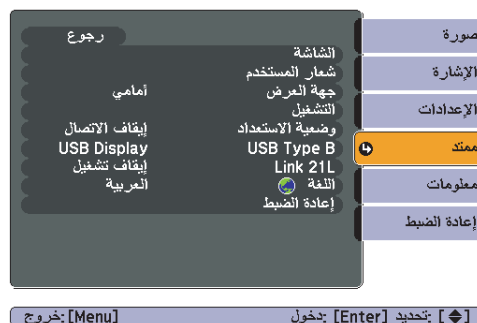 رجوع
الشاشة
شعار المستخدم
جهة العرض أمامي
التشغيل
وضعية الاستعداد إيقاف الاتصال
USB Type B USB Display
Link 21L إيقاف تشغيل
اللغة العربية
إعادة الضبط
صورة
الإشارة
الإعدادات
ممتد
معلومات
إعادة الضبط
[ ] :تحديد [Enter] :دخول [Menu] :خروج